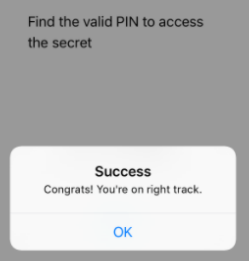 Find the valid PIN to access
the secret
Success
Congrats! You're on right track.
OK